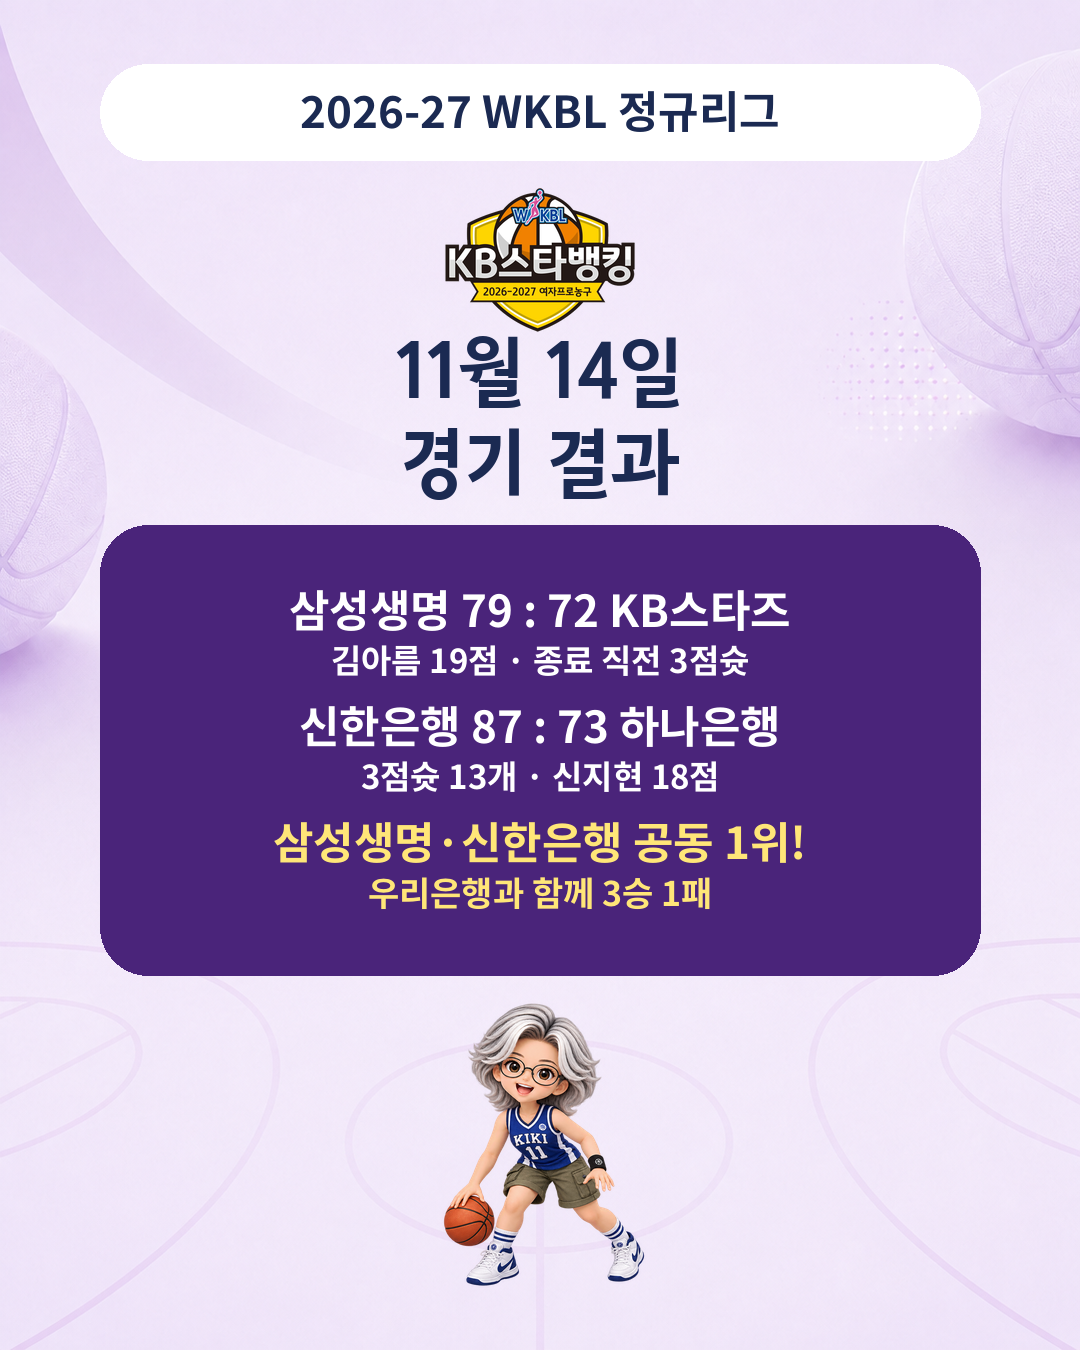 2026-27 WKBL 정규리그
WKBL
KB스타뱅킹
2026-2027 여자프로농구
11월 14일
경기 결과
삼성생명 79 : 72 KB스타즈
김아름 19점 · 종료 직전 3점슛
신한은행 87 : 73 하나은행
3점슛 13개 · 신지현 18점
삼성생명·신한은행 공동 1위!
우리은행과 함께 3승 1패
KIKI
11